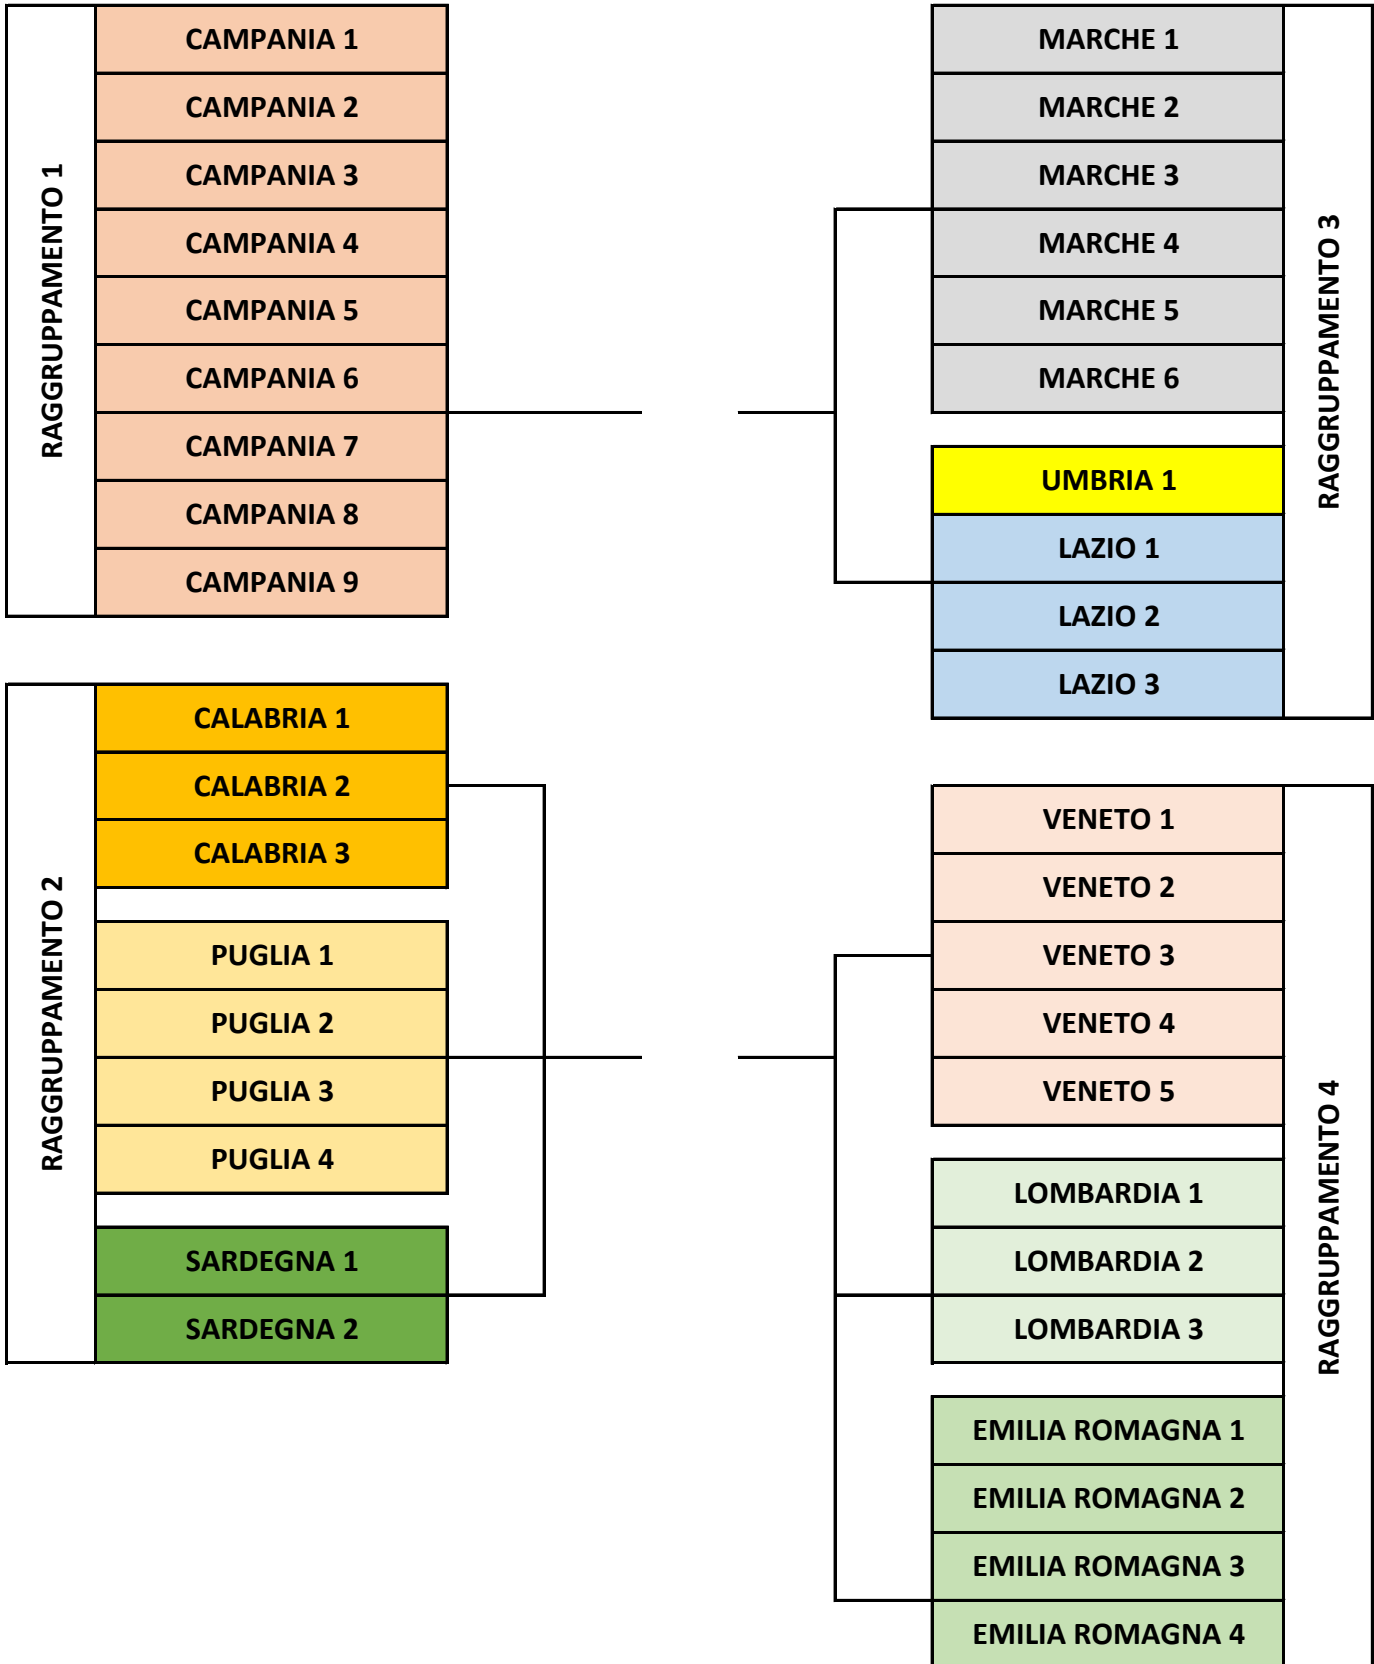 RAGGRUPPAMENTO 1
CAMPANIA 1
CAMPANIA 2
CAMPANIA 3
CAMPANIA 4
CAMPANIA 5
CAMPANIA 6
CAMPANIA 7
CAMPANIA 8
CAMPANIA 9
RAGGRUPPAMENTO 2
CALABRIA 1
CALABRIA 2
CALABRIA 3
PUGLIA 1
PUGLIA 2
PUGLIA 3
PUGLIA 4
SARDEGNA 1
SARDEGNA 2
MARCHE 1
MARCHE 2
MARCHE 3
MARCHE 4
MARCHE 5
MARCHE 6
UMBRIA 1
LAZIO 1
LAZIO 2
LAZIO 3
RAGGRUPPAMENTO 3
VENETO 1
VENETO 2
VENETO 3
VENETO 4
VENETO 5
LOMBARDIA 1
LOMBARDIA 2
LOMBARDIA 3
EMILIA ROMAGNA 1
EMILIA ROMAGNA 2
EMILIA ROMAGNA 3
EMILIA ROMAGNA 4
RAGGRUPPAMENTO 4